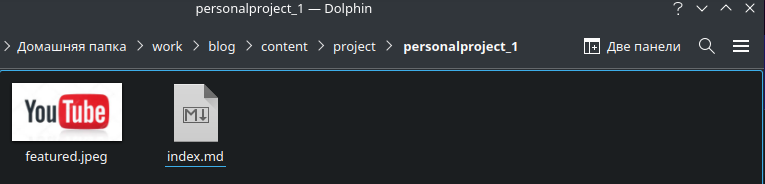 personalproject_1 — Dolphin
Домашняя папка > work > blog > content > project > personalproject_1 Две панели
YouTube M
featured.jpeg index.md